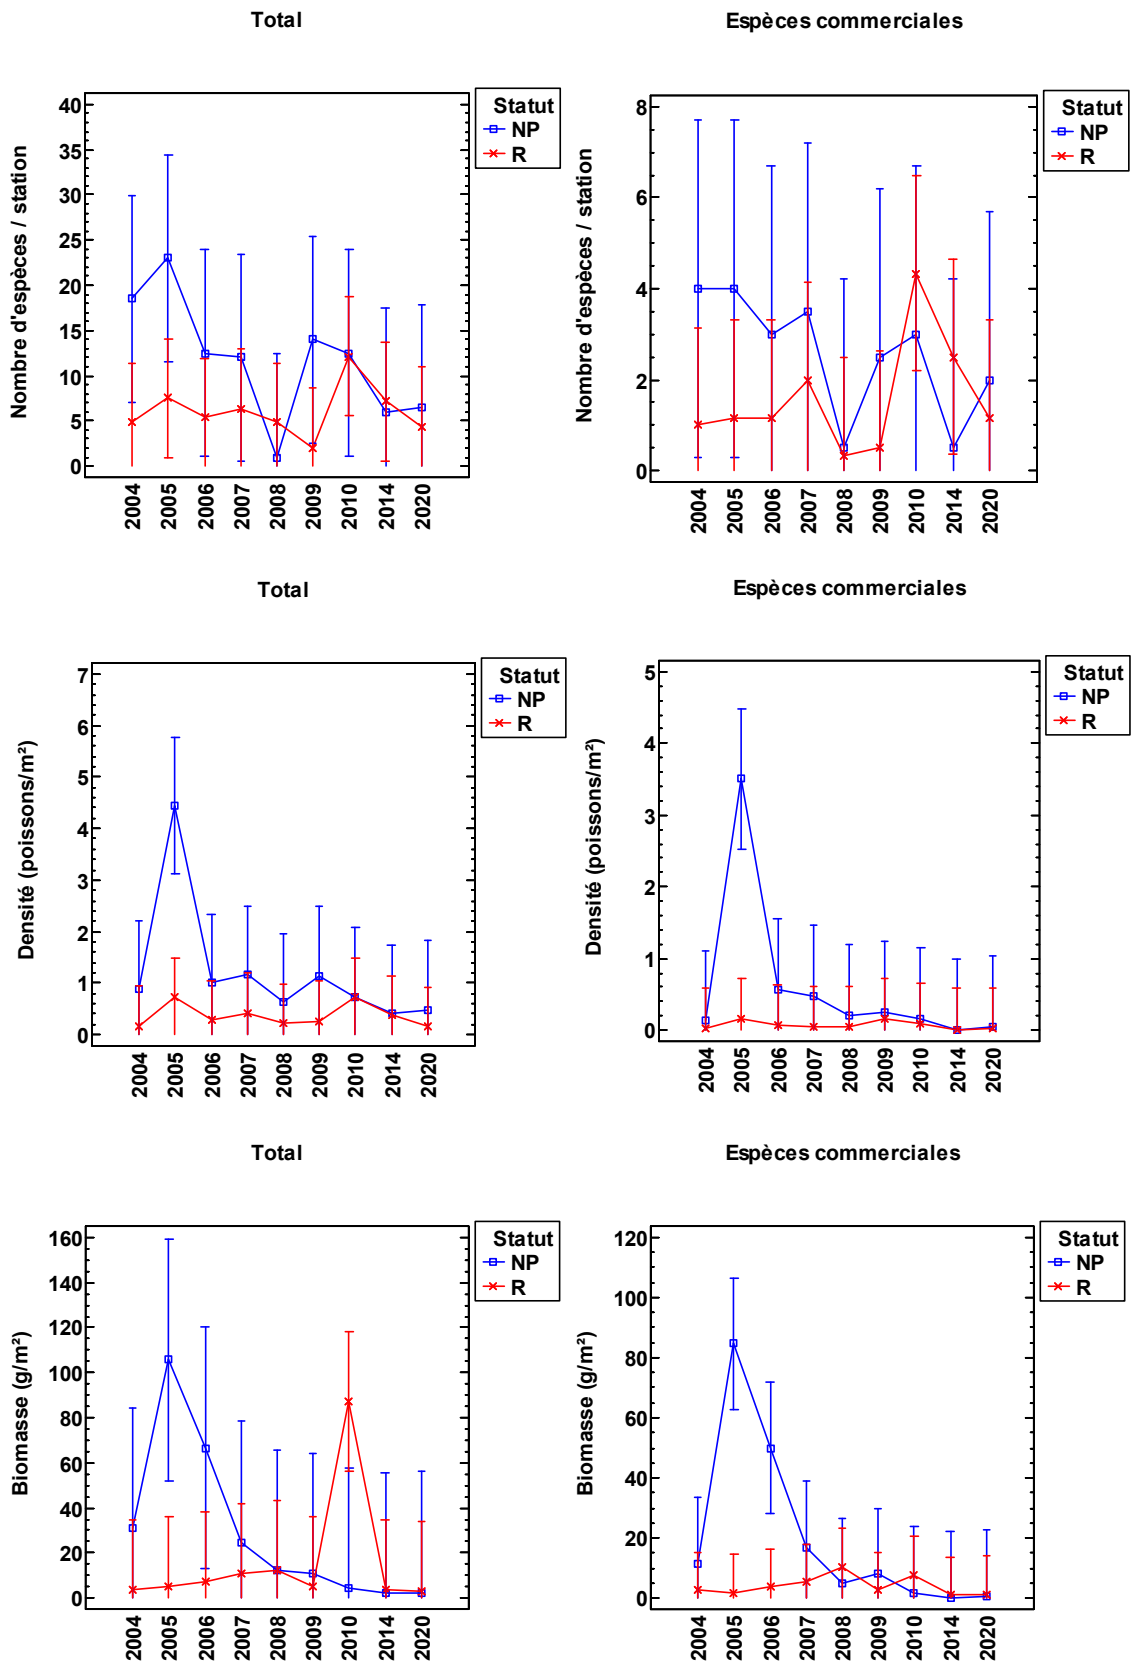 Total
Espèces commerciales
Nombre d'espèces / station
40
35
30
25
20
15
10
5
0
2004 2005 2006 2007 2008 2009 2010 2014 2020
Statut
NP
R
Nombre d'espèces / station
8
6
4
2
0
2004 2005 2006 2007 2008 2009 2010 2014 2020
Statut
NP
R
Total
Espèces commerciales
Densité (poissons/m²)
7
6
5
4
3
2
1
0
2004 2005 2006 2007 2008 2009 2010 2014 2020
Statut
NP
R
Densité (poissons/m²)
5
4
3
2
1
0
2004 2005 2006 2007 2008 2009 2010 2014 2020
Statut
NP
R
Total
Espèces commerciales
Biomasse (g/m²)
160
140
120
100
80
60
40
20
0
2004 2005 2006 2007 2008 2009 2010 2014 2020
Statut
NP
R
Biomasse (g/m²)
120
100
80
60
40
20
0
2004 2005 2006 2007 2008 2009 2010 2014 2020
Statut
NP
R